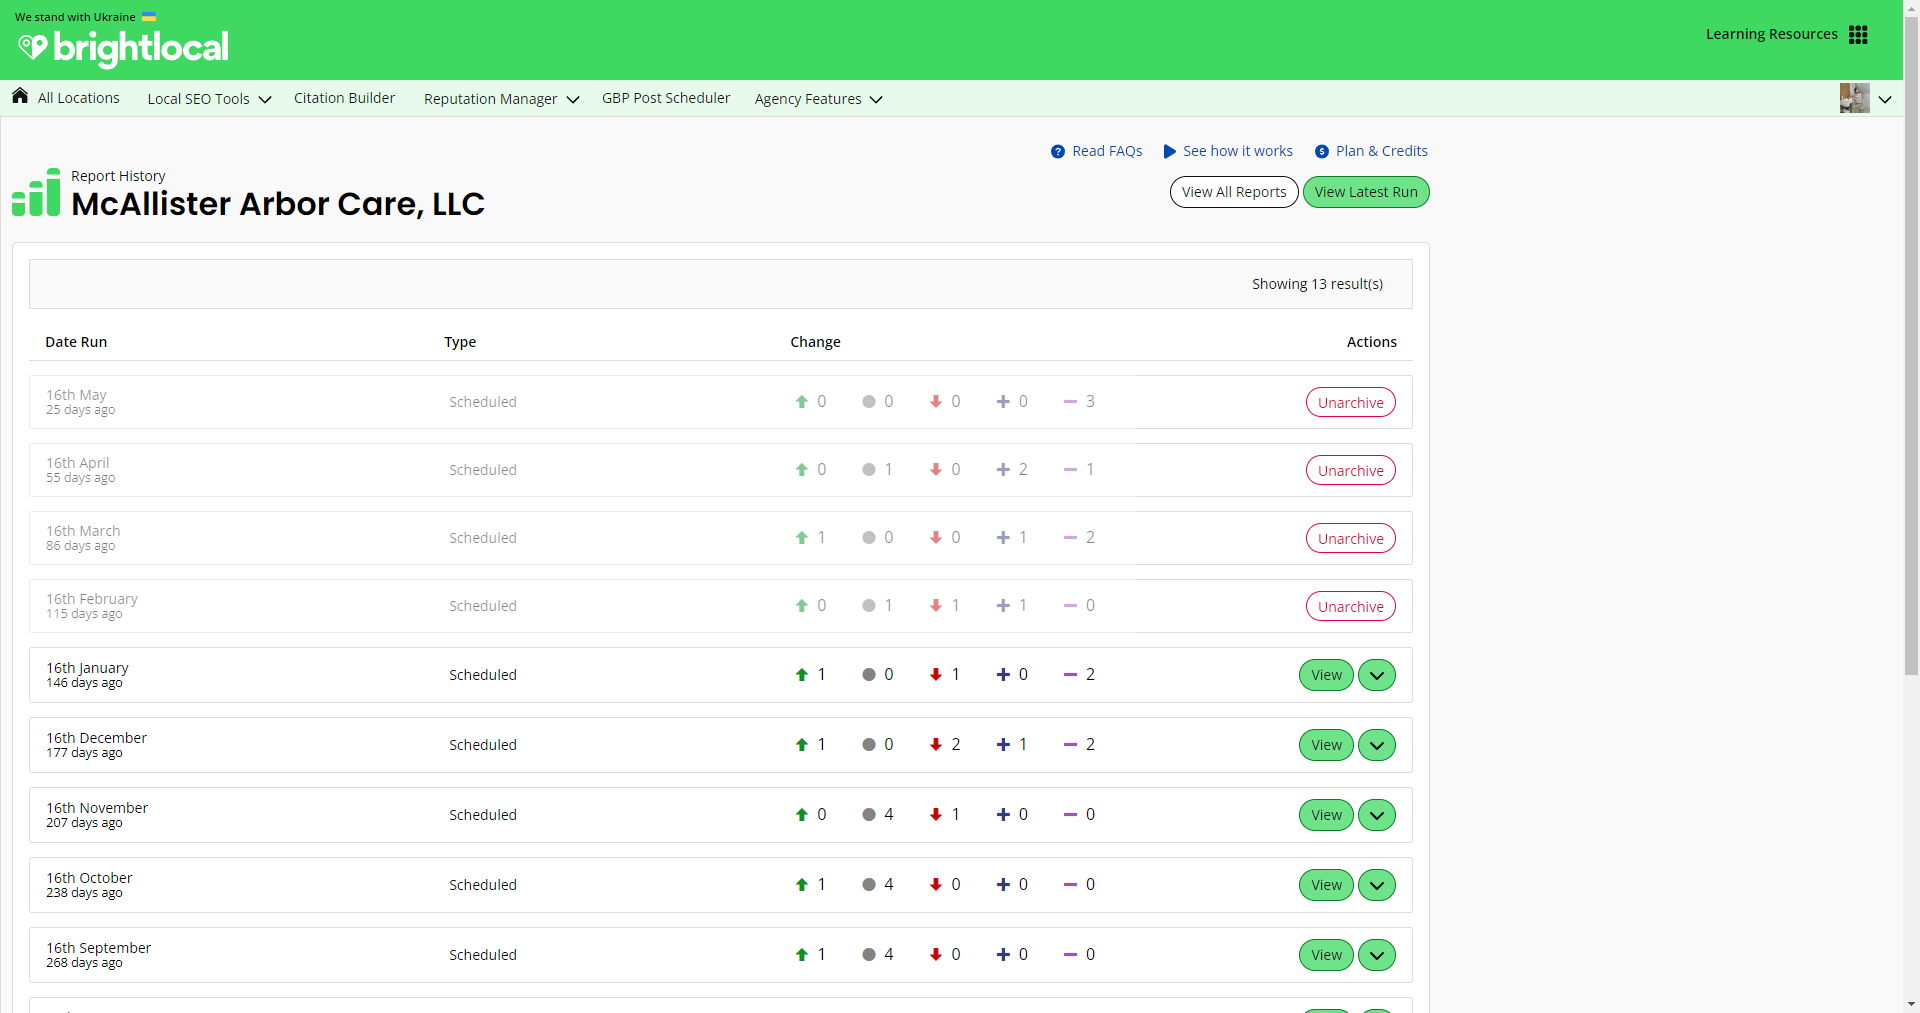 We stand with Ukraine
brightlocal
Learning Resources
All Locations
Local SEO Tools
Citation Builder
Reputation Manager
GBP Post Scheduler
Agency Features
Read FAQs
See how it works
Plan & Credits
Report History
McAllister Arbor Care, LLC
View All Reports
View Latest Run
Showing 13 result(s)
Date Run Type Change Actions
16th May
25 days ago
Scheduled 0 0 0 0 3 Unarchive
16th April
55 days ago
Scheduled 0 1 0 2 1 Unarchive
16th March
86 days ago
Scheduled 1 0 0 1 2 Unarchive
16th February
115 days ago
Scheduled 0 1 1 1 0 Unarchive
16th January
146 days ago
Scheduled 1 0 1 0 2 View
16th December
177 days ago
Scheduled 1 0 2 1 2 View
16th November
207 days ago
Scheduled 0 4 1 0 0 View
16th October
238 days ago
Scheduled 1 4 0 0 0 View
16th September
268 days ago
Scheduled 1 4 0 0 0 View